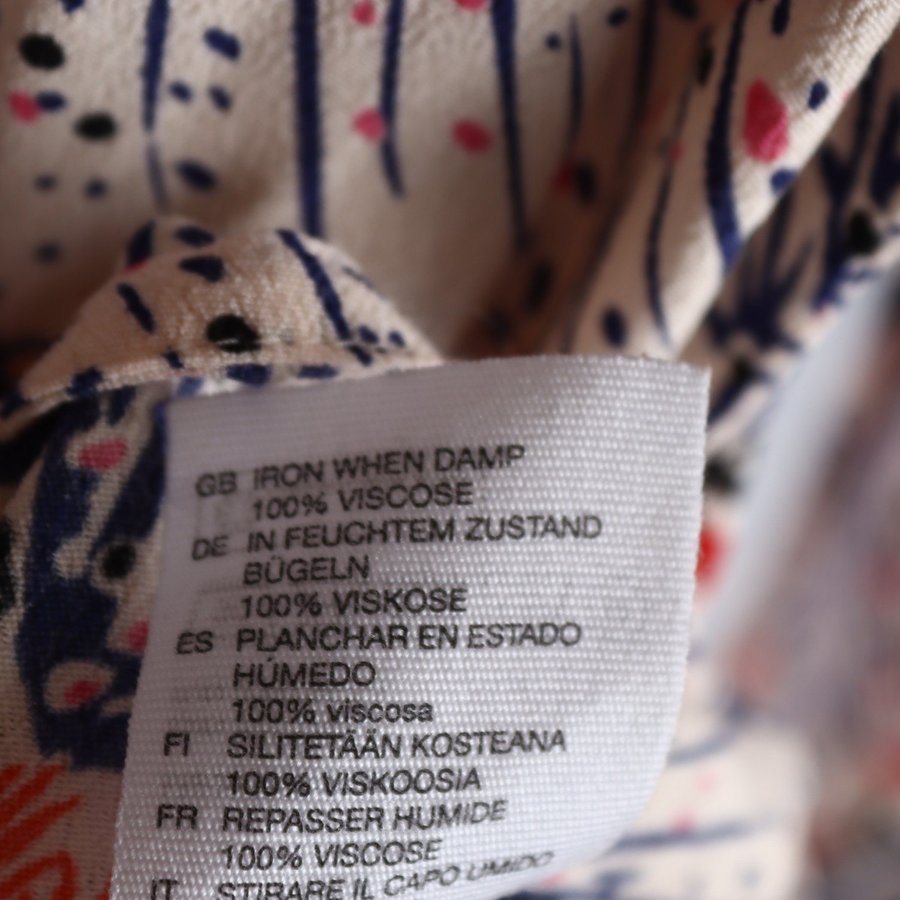 GB IRON WHEN DAMP
100% VISCOSE
DE IN FEUCHTEM ZUSTAND
BÜGELN
100% VISKOSE
ES PLANCHAR EN ESTADO
HÚMEDO
100% viscosa
FI SILITETÄÄN KOSTEANA
100% VISKOOSIA
FR REPASSER HUMIDE
100% VISCOSE
IT STIRARE IL CAPO UMIDO